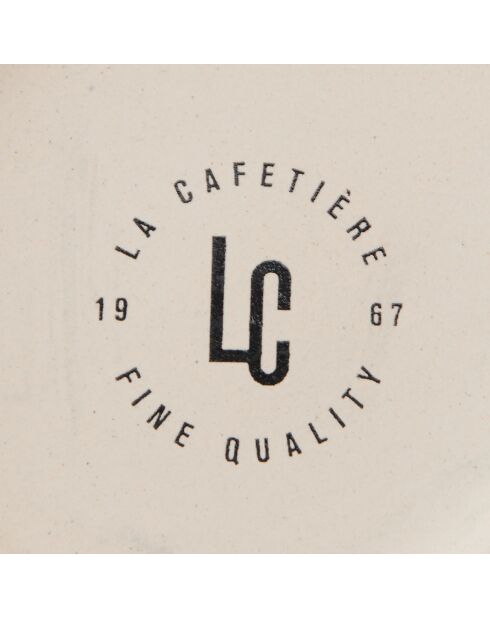 LA CAFETIÈRE
19
LC
67
FINE QUALITY